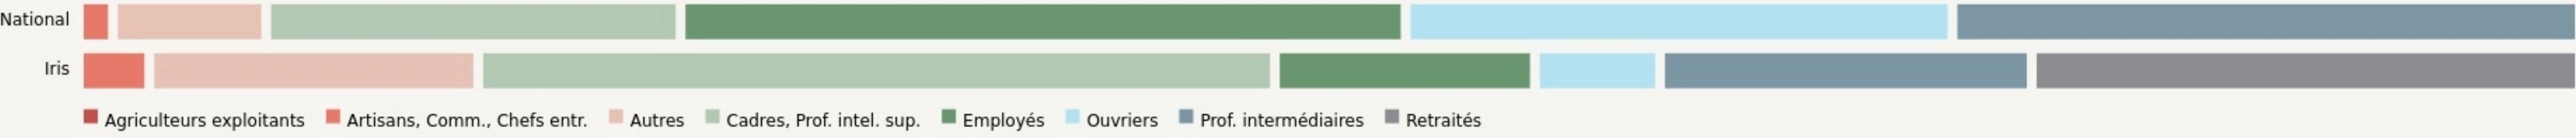 National
Iris
Agriculteurs exploitants Artisans, Comm., Chefs entr. Autres Cadres, Prof. intel. sup. Employés Ouvriers Prof. intermédiaires Retraités